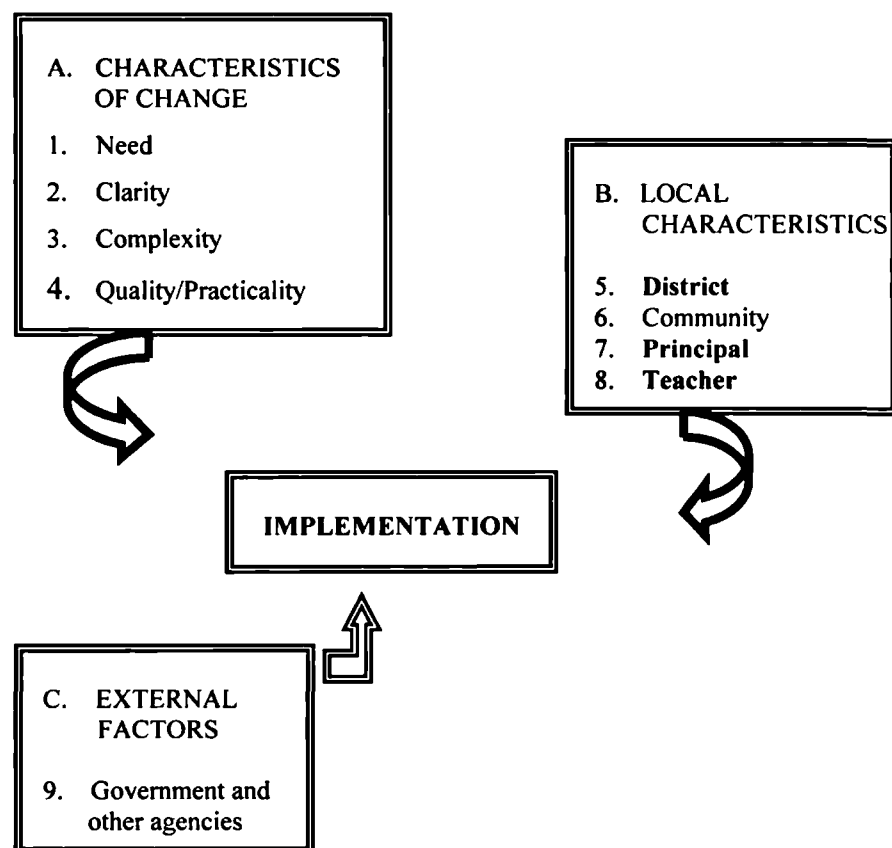 A. CHARACTERISTICS
OF CHANGE
1. Need
2. Clarity
3. Complexity
4. Quality/Practicality
B. LOCAL
CHARACTERISTICS
5. District
6. Community
7. Principal
8. Teacher
IMPLEMENTATION
C. EXTERNAL
FACTORS
9. Government and
other agencies